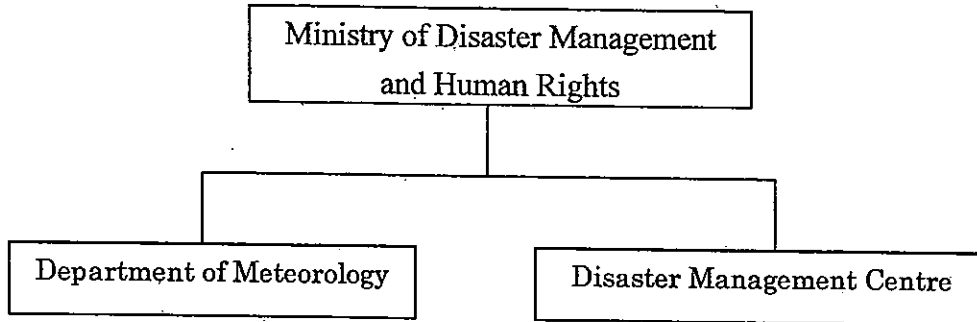 Ministry of Disaster Management
and Human Rights
Department of Meteorology
Disaster Management Centre